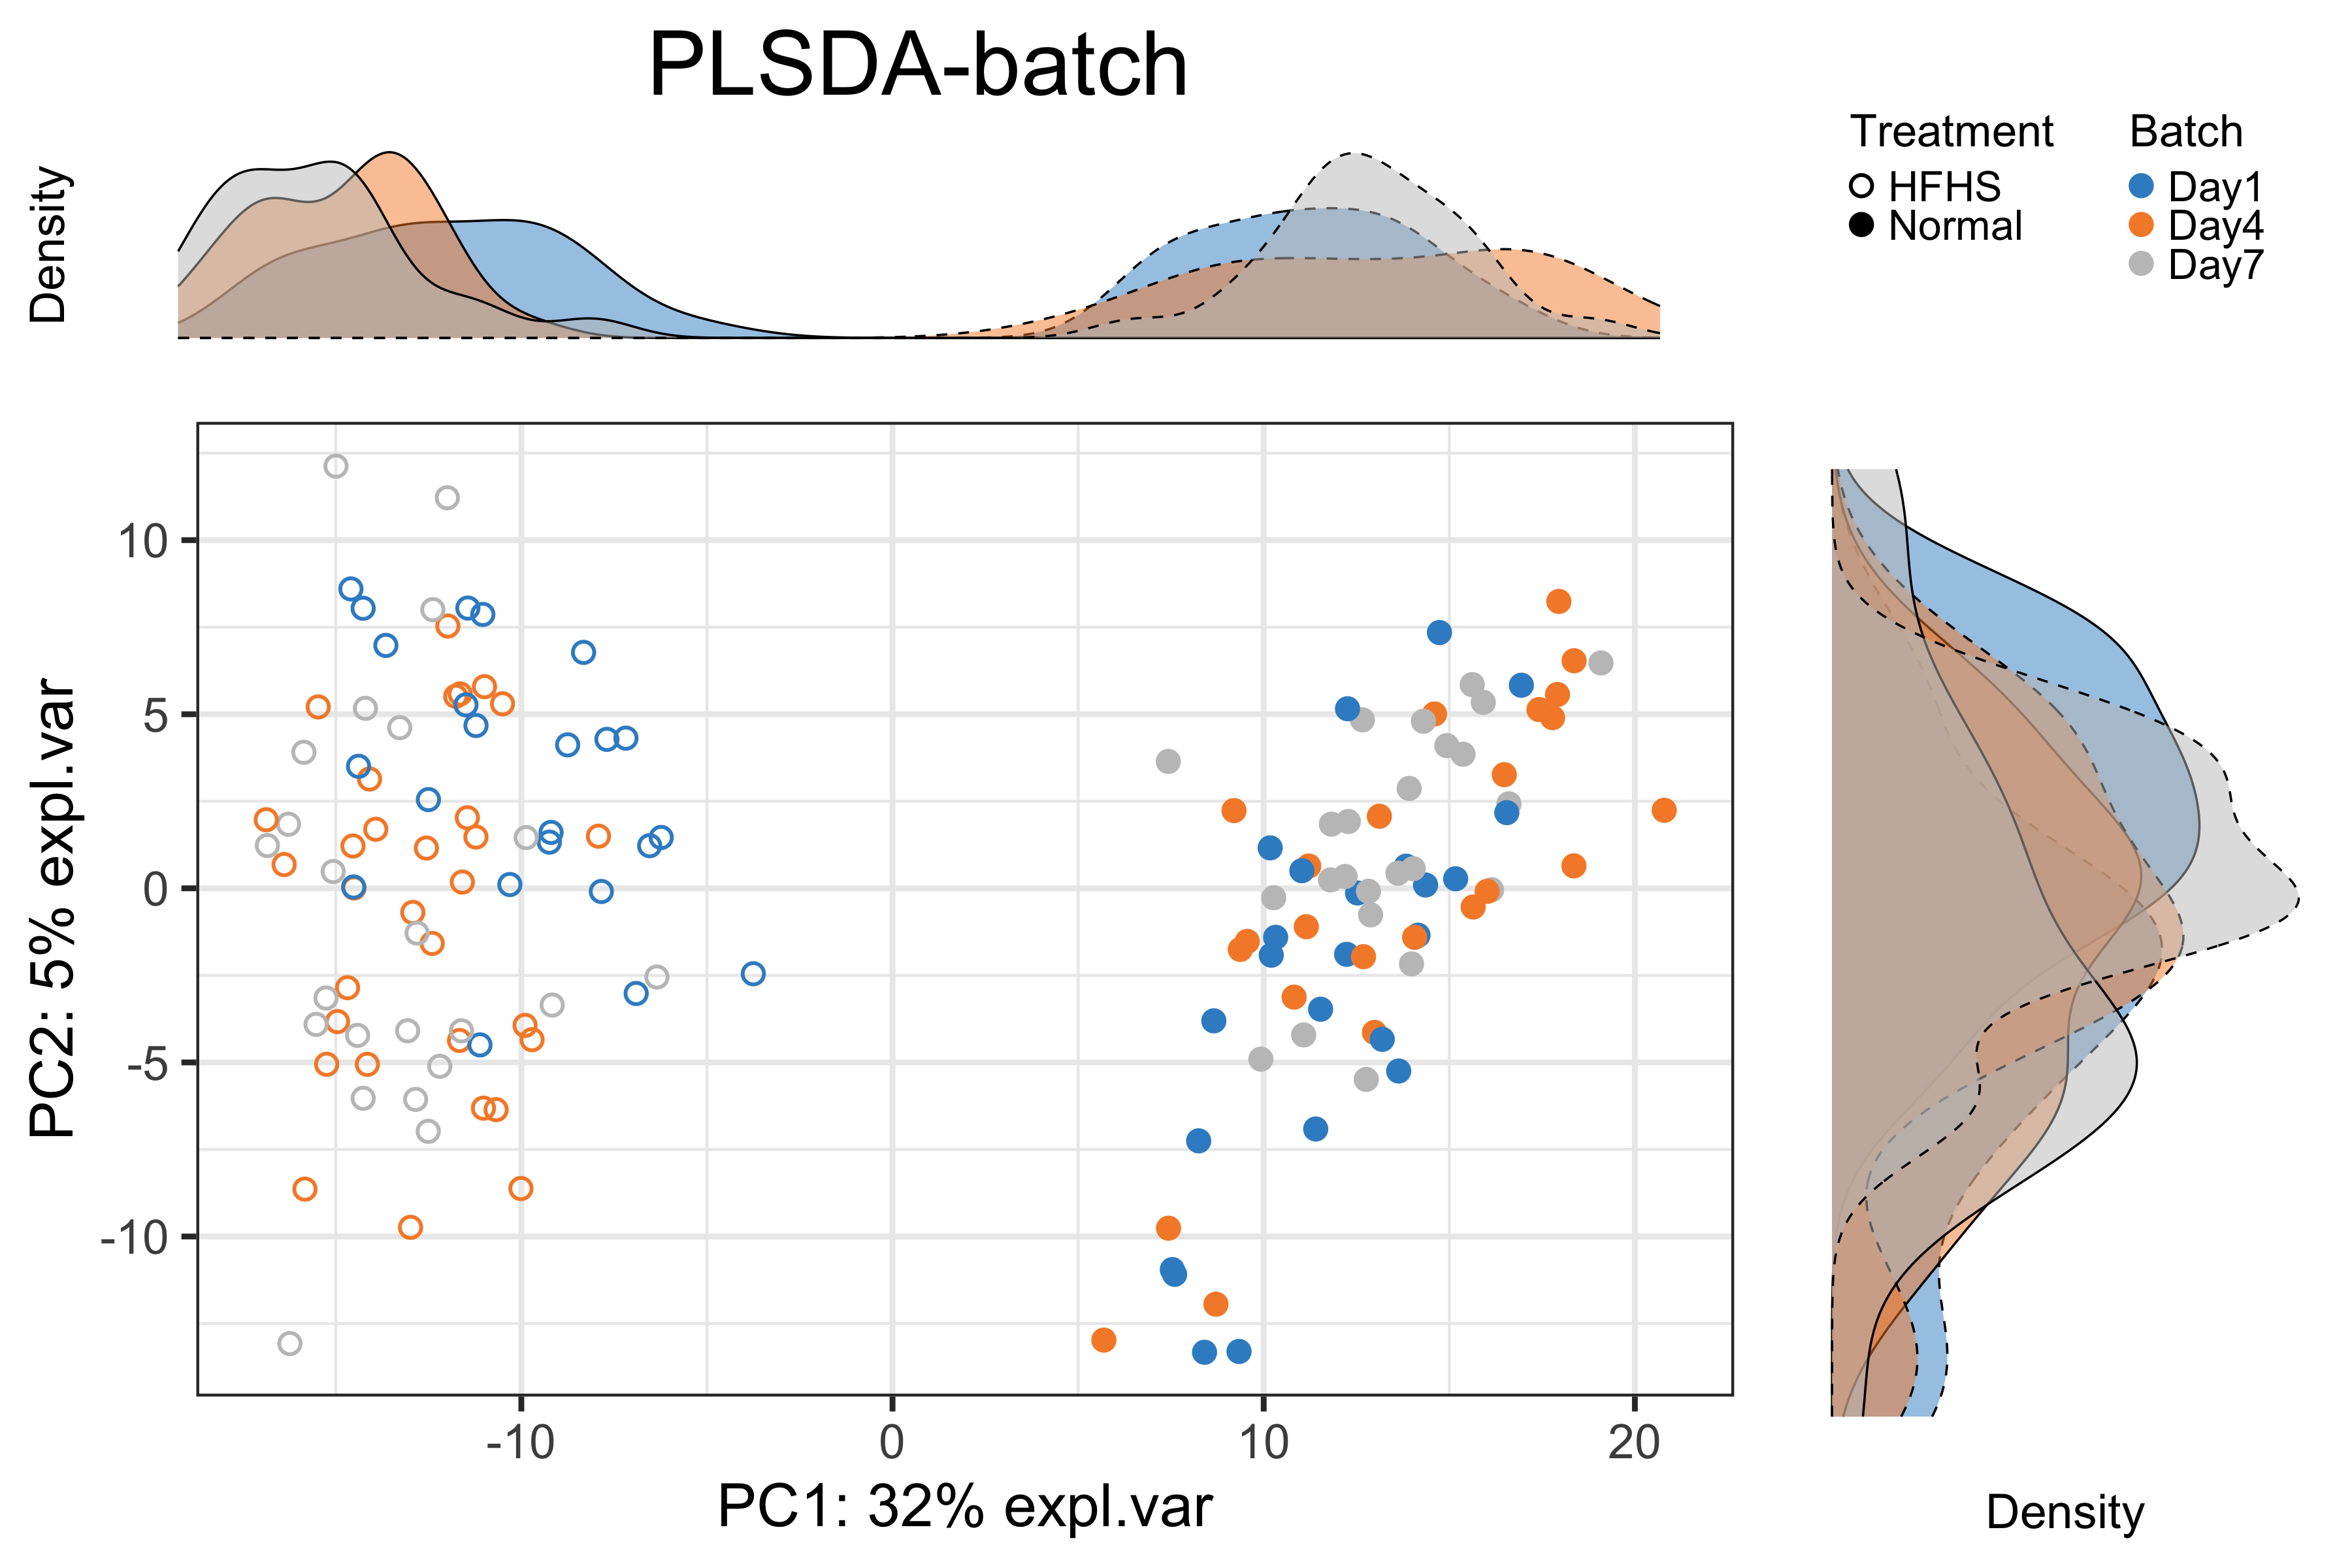 PLSDA-batch
Density
Treatment
HFHS
Normal
Batch
Day1
Day4
Day7
PC2: 5% expl.var
10
5
0
-5
-10
-10
0
10
20
PC1: 32% expl.var
Density